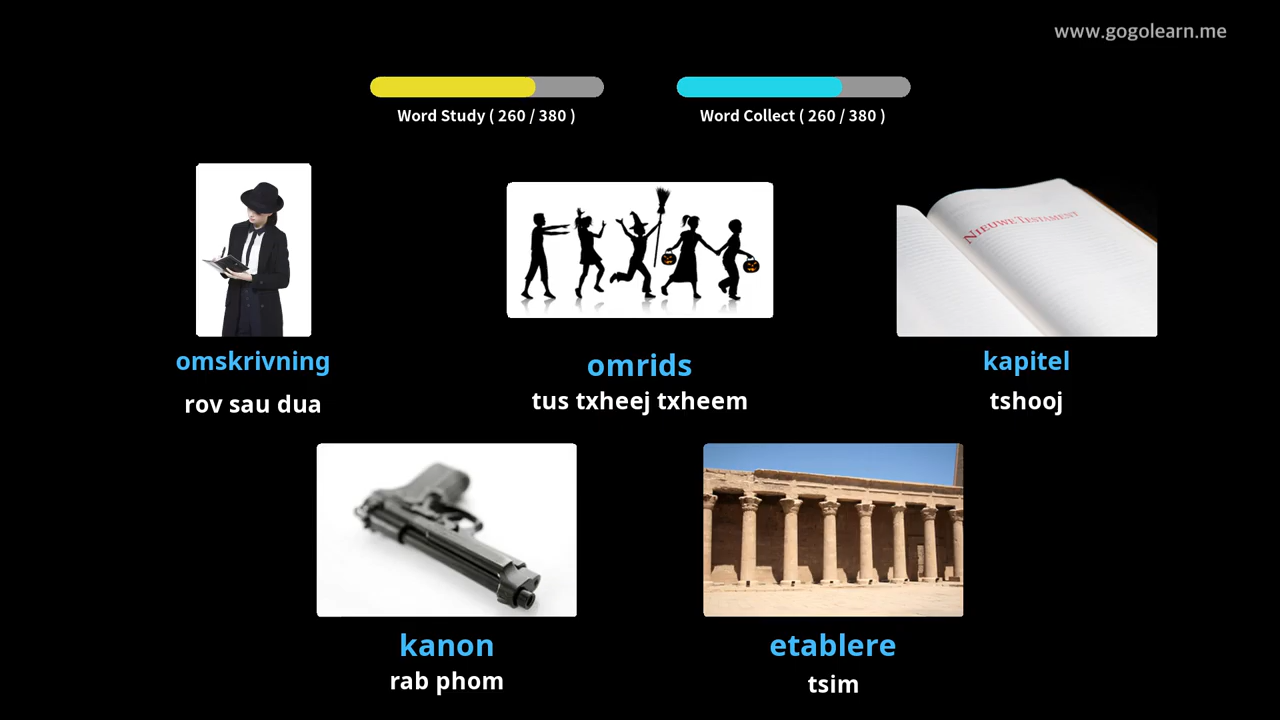 www.gogolearn.me
Word Study ( 260 / 380 )
Word Collect ( 260 / 380 )
NIEUWE TESTAMENT
omskrivning
rov sau dua
omrids
tus txheej txheem
kapitel
tshooj
kanon
rab phom
etablere
tsim